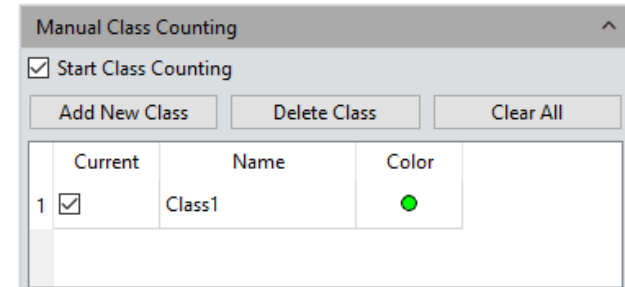 Manual Class Counting
Start Class Counting
Add New Class Delete Class Clear All
Current Name Color
1 Class1